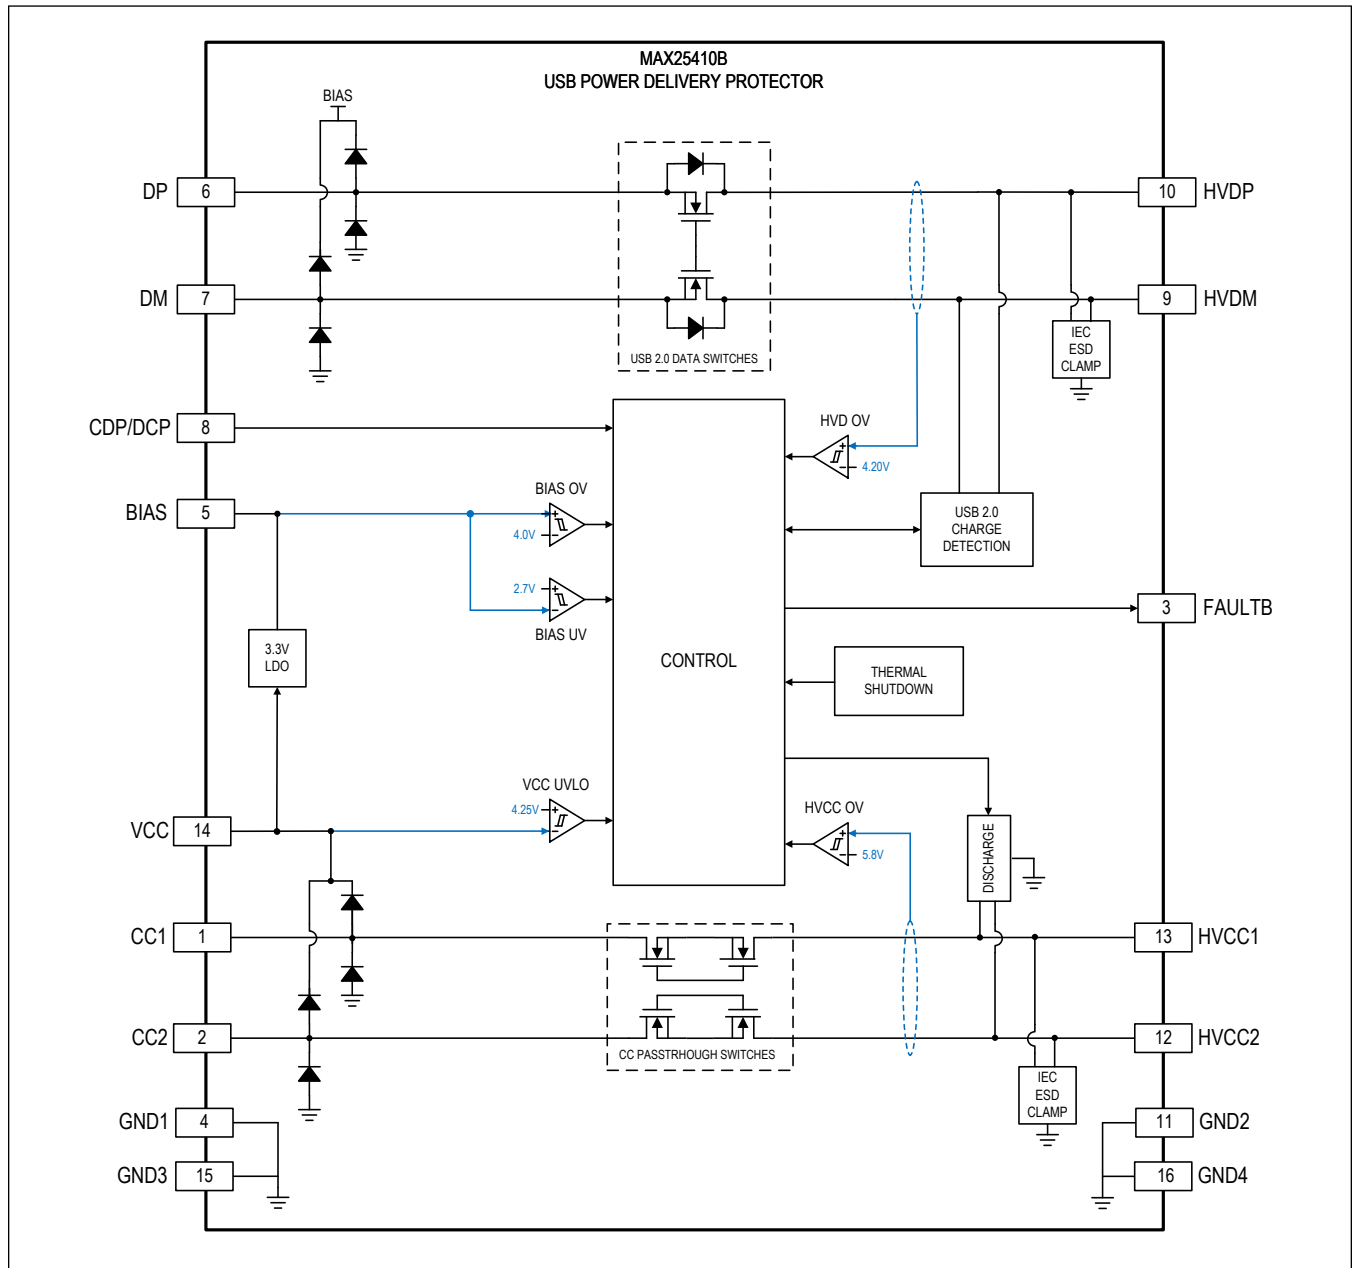 MAX25410B
USB POWER DELIVERY PROTECTOR
BIAS
DP 6
10 HVDP
DM 7
9 HVDM
USB 2.0 DATA SWITCHES
IEC
ESD
CLAMP
CDP/DCP 8
HVD OV
+
−
4.20V
BIAS 5
BIAS OV
+
4.0V −
USB 2.0
CHARGE
DETECTION
2.7V +
−
BIAS UV
3 FAULTB
3.3V
LDO
CONTROL
THERMAL
SHUTDOWN
VCC 14
VCC UVLO
4.25V +
−
HVCC OV
+
− 5.8V
DISCHARGE
CC1 1
13 HVCC1
CC2 2
12 HVCC2
CC PASSTRHOUGH SWITCHES
IEC
ESD
CLAMP
GND1 4
11 GND2
GND3 15
16 GND4